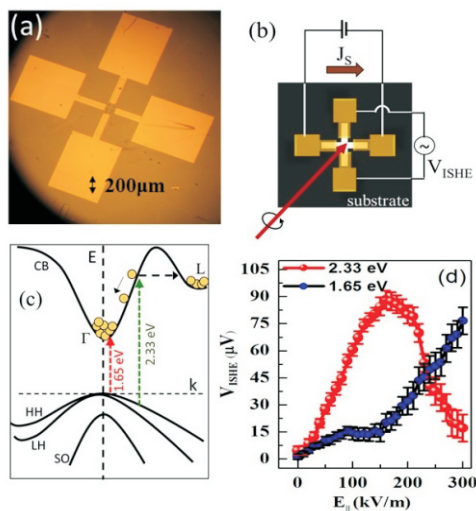 (a)
200μm
(b)
J_S
V_ISHE
substrate
(c)
E
CB
L
Γ
1.65 eV
2.33 eV
k
HH
LH
SO
(d)
2.33 eV
1.65 eV
V_ISHE (μV)
105
90
75
60
45
30
15
0
0 100 200 300
E_|| (kV/m)